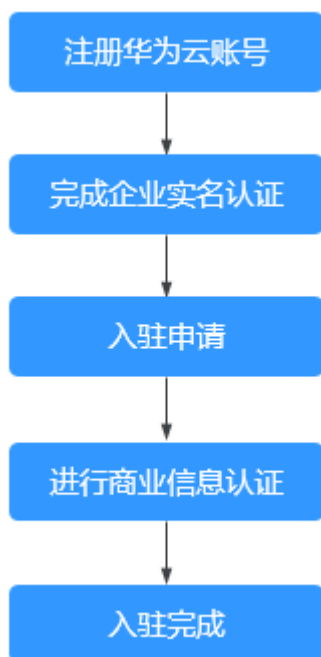 注册华为云账号
完成企业实名认证
入驻申请
进行商业信息认证
入驻完成